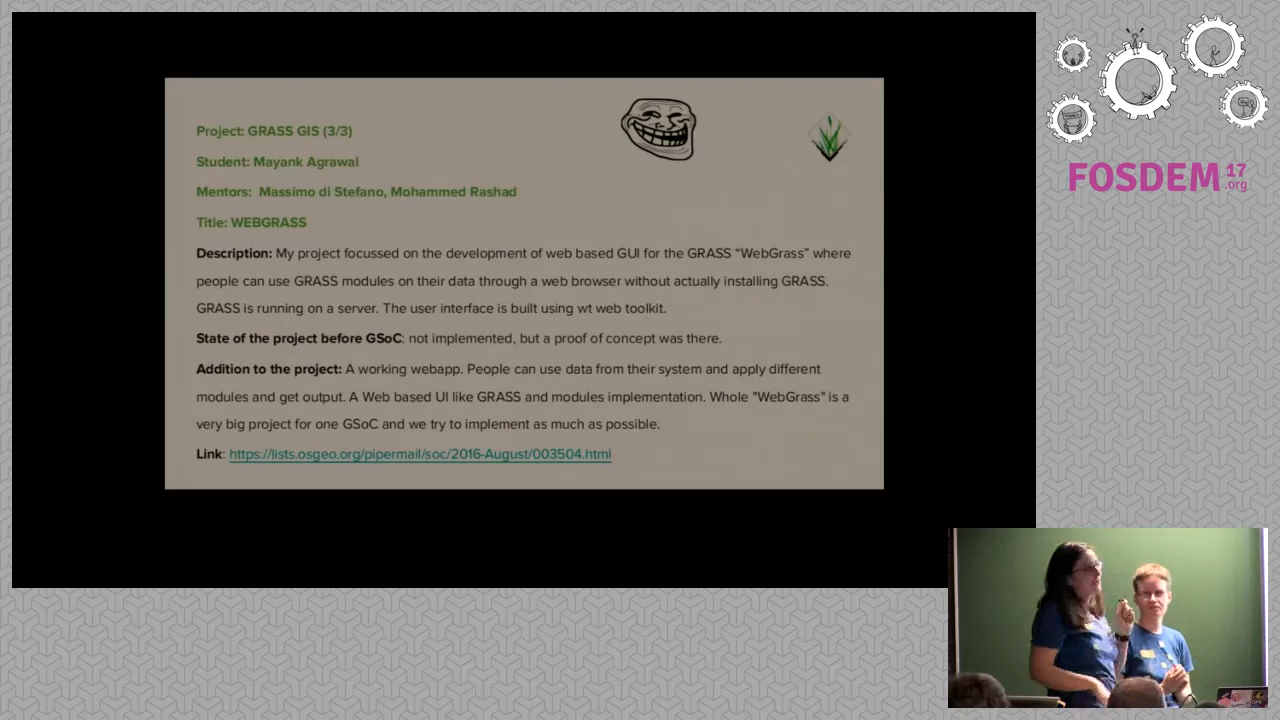 Project: GRASS GIS (3/3)
Student: Mayank Agrawal
Mentors:  Massimo di Stefano, Mohammed Rashad
Title: WEBGRASS
Description: My project focussed on the development of web based GUI for the GRASS “WebGrass” where
people can use GRASS modules on their data through a web browser without actually installing GRASS.
GRASS is running on a server. The user interface is built using wt web toolkit.
State of the project before GSoC: not implemented, but a proof of concept was there.
Addition to the project: A working webapp. People can use data from their system and apply different
modules and get output. A Web based UI like GRASS and modules implementation. Whole "WebGrass" is a
very big project for one GSoC and we try to implement as much as possible.
Link: https://lists.osgeo.org/pipermail/soc/2016-August/003504.html
FOSDEM 17
.org